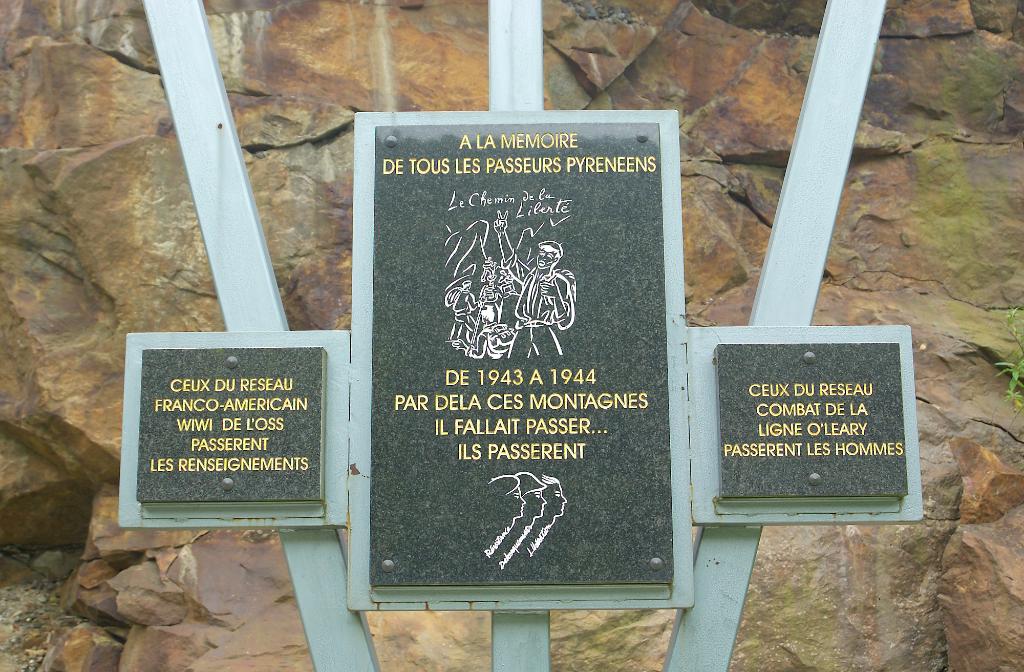 A LA MEMOIRE
DE TOUS LES PASSEURS PYRENEENS
Le Chemin de la
Liberté
DE 1943 A 1944
PAR DELA CES MONTAGNES
IL FALLAIT PASSER...
ILS PASSERENT
CEUX DU RESEAU
FRANCO-AMERICAIN
WIWI DE L'OSS
PASSERENT
LES RENSEIGNEMENTS
CEUX DU RESEAU
COMBAT DE LA
LIGNE O'LEARY
PASSERENT LES HOMMES